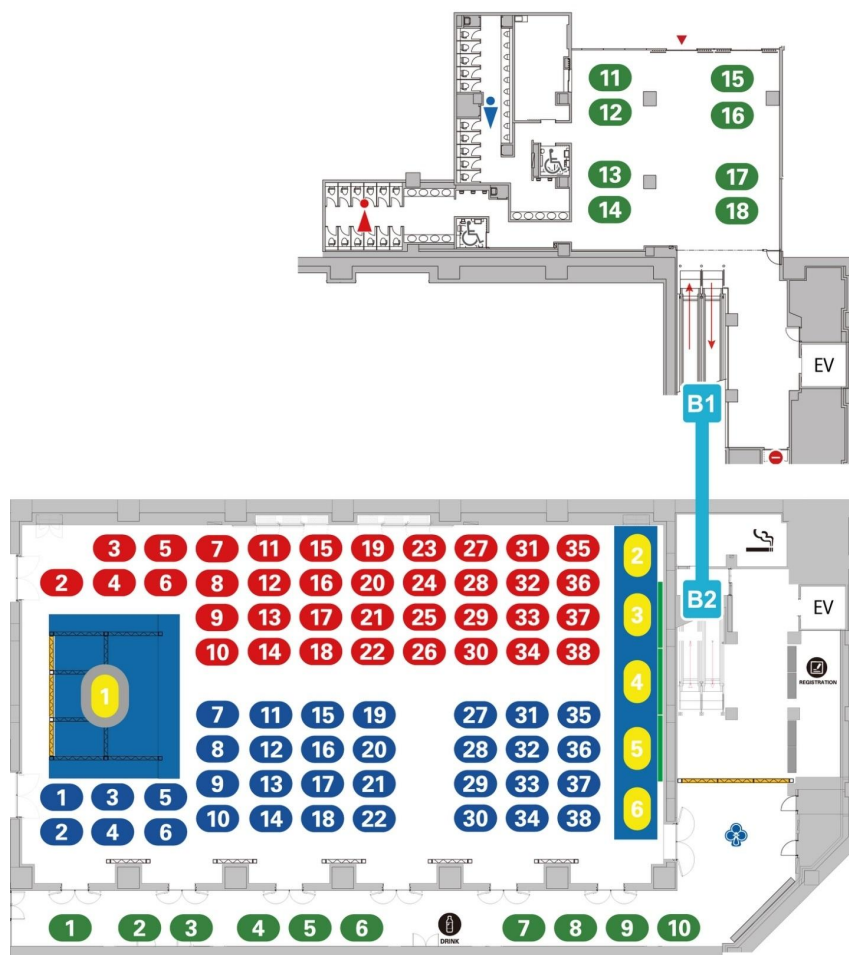 11 15
12 16
13 17
14 18
EV
B1
B2
EV
REGISTRATION
3 5 7 11 15 19 23 27 31 35 2
2 4 6 8 12 16 20 24 28 32 36
9 13 17 21 25 29 33 37 3
10 14 18 22 26 30 34 38
1
4
7 11 15 19 27 31 35
8 12 16 20 28 32 36 5
9 13 17 21 29 33 37
1 3 5
10 14 18 22 30 34 38 6
2 4 6
1 2 3 4 5 6 DRINK 7 8 9 10